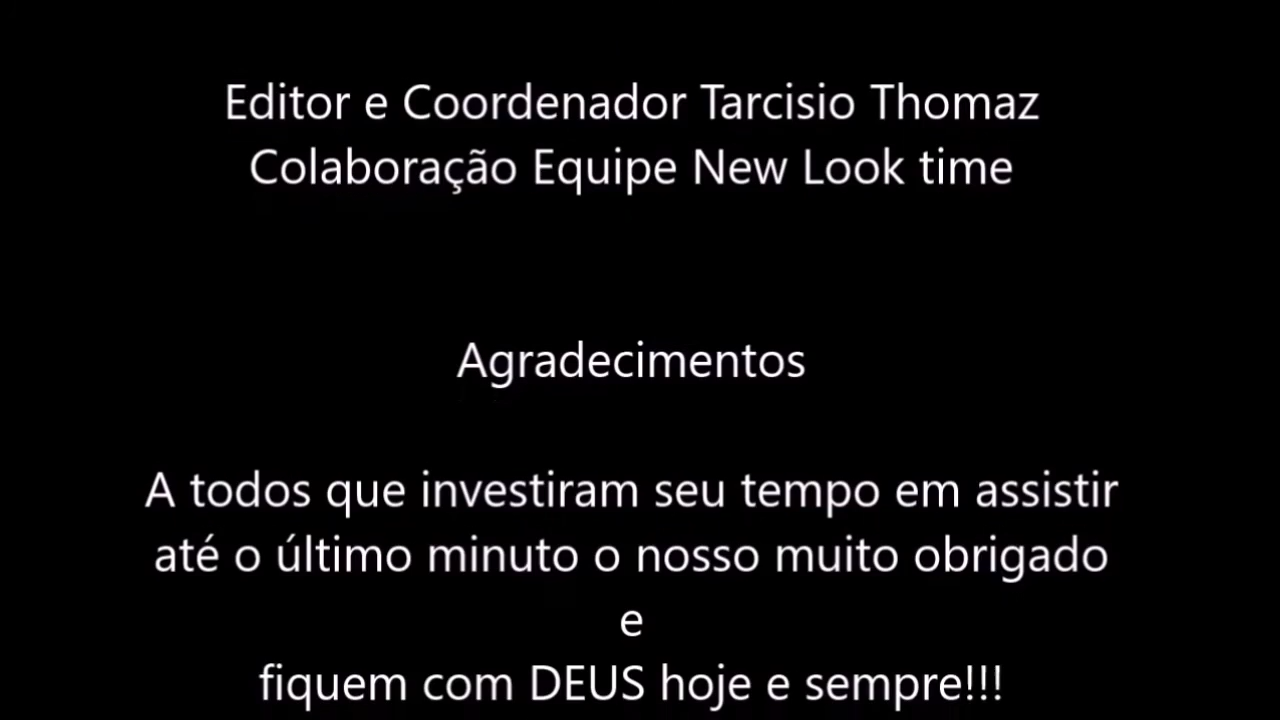 Editor e Coordenador Tarcisio Thomaz
Colaboração Equipe New Look time
Agradecimentos
A todos que investiram seu tempo em assistir
até o último minuto o nosso muito obrigado
e
fiquem com DEUS hoje e sempre!!!